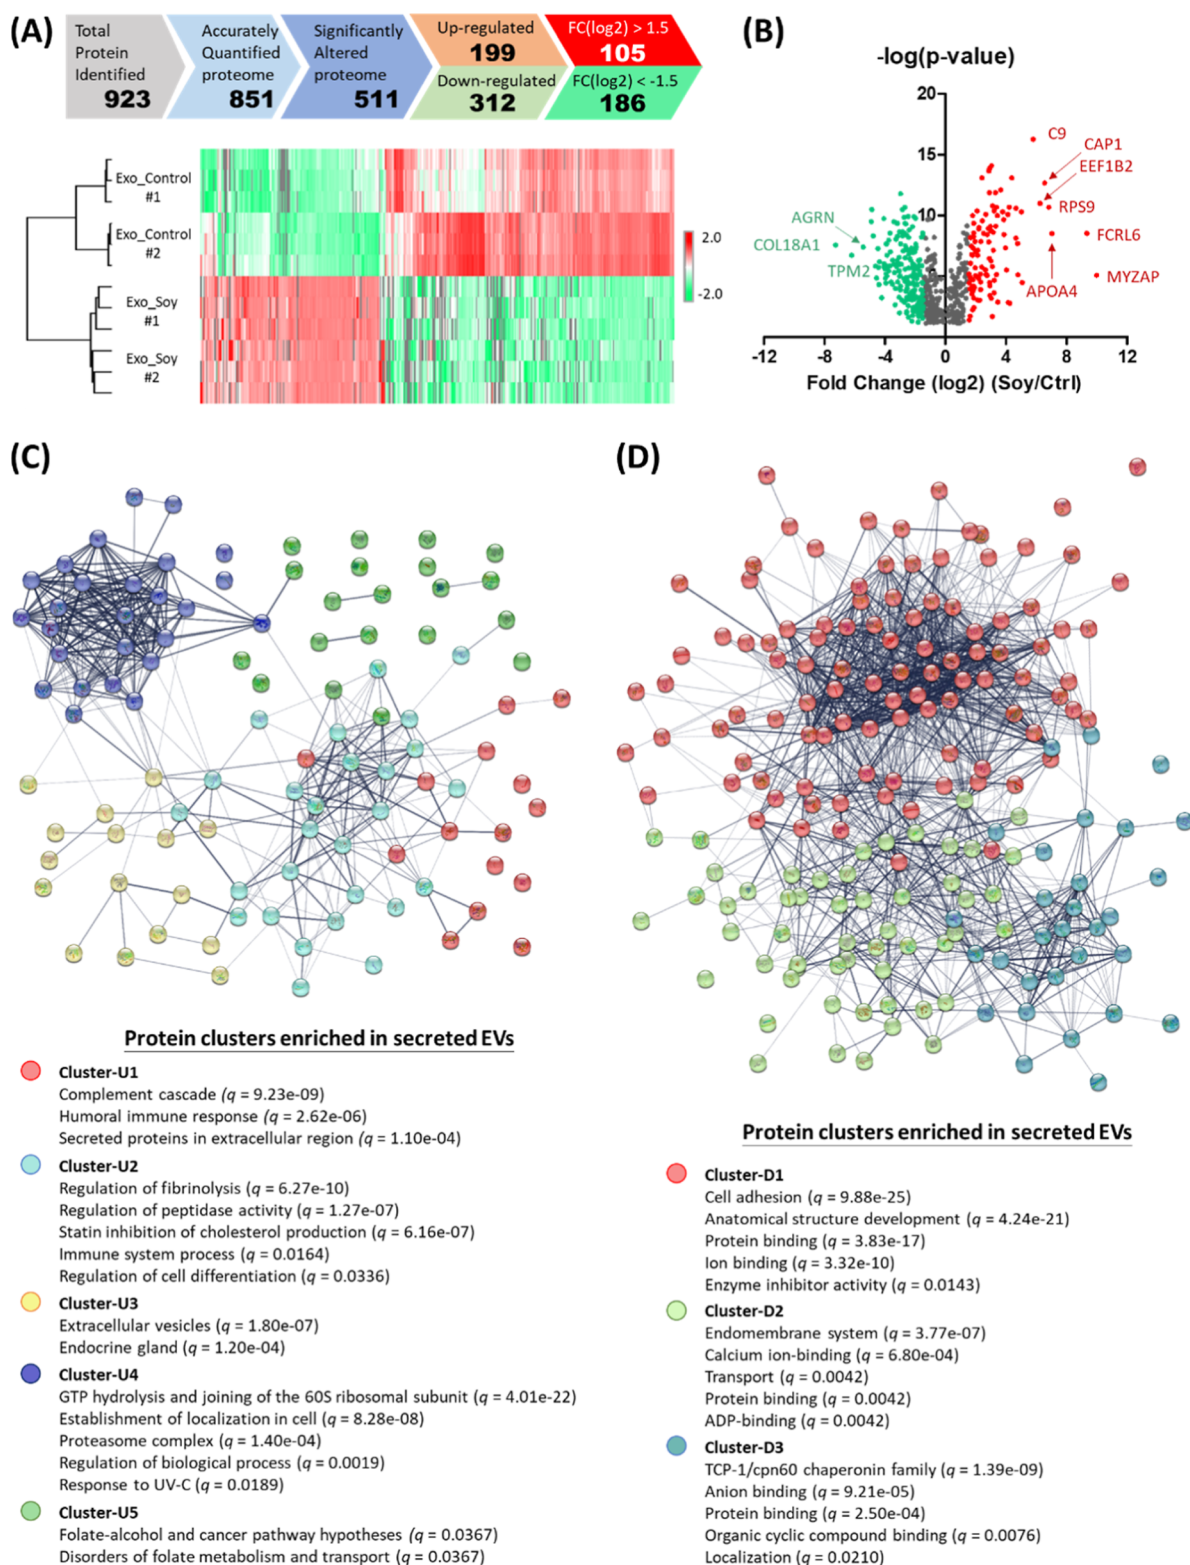 (A)
Total
Protein
Identified
923
Accurately
Quantified
proteome
851
Significantly
Altered
proteome
511
Up-regulated
199
Down-regulated
312
FC(log2) > 1.5
105
FC(log2) < -1.5
186
Exo_Control
#1
Exo_Control
#2
Exo_Soy
#1
Exo_Soy
#2
2.0
-2.0
(B)
-log(p-value)
20
15
10
5
C9
CAP1
EEF1B2
RPS9
FCRL6
MYZAP
APOA4
AGRN
COL18A1
TPM2
-12 -8 -4 0 4 8 12
Fold Change (log2) (Soy/Ctrl)
(C)
Protein clusters enriched in secreted EVs
Cluster-U1
Complement cascade (q = 9.23e-09)
Humoral immune response (q = 2.62e-06)
Secreted proteins in extracellular region (q = 1.10e-04)
Cluster-U2
Regulation of fibrinolysis (q = 6.27e-10)
Regulation of peptidase activity (q = 1.27e-07)
Statin inhibition of cholesterol production (q = 6.16e-07)
Immune system process (q = 0.0164)
Regulation of cell differentiation (q = 0.0336)
Cluster-U3
Extracellular vesicles (q = 1.80e-07)
Endocrine gland (q = 1.20e-04)
Cluster-U4
GTP hydrolysis and joining of the 60S ribosomal subunit (q = 4.01e-22)
Establishment of localization in cell (q = 8.28e-08)
Proteasome complex (q = 1.40e-04)
Regulation of biological process (q = 0.0019)
Response to UV-C (q = 0.0189)
Cluster-U5
Folate-alcohol and cancer pathway hypotheses (q = 0.0367)
Disorders of folate metabolism and transport (q = 0.0367)
(D)
Protein clusters enriched in secreted EVs
Cluster-D1
Cell adhesion (q = 9.88e-25)
Anatomical structure development (q = 4.24e-21)
Protein binding (q = 3.83e-17)
Ion binding (q = 3.32e-10)
Enzyme inhibitor activity (q = 0.0143)
Cluster-D2
Endomembrane system (q = 3.77e-07)
Calcium ion-binding (q = 6.80e-04)
Transport (q = 0.0042)
Protein binding (q = 0.0042)
ADP-binding (q = 0.0042)
Cluster-D3
TCP-1/cpn60 chaperonin family (q = 1.39e-09)
Anion binding (q = 9.21e-05)
Protein binding (q = 2.50e-04)
Organic cyclic compound binding (q = 0.0076)
Localization (q = 0.0210)